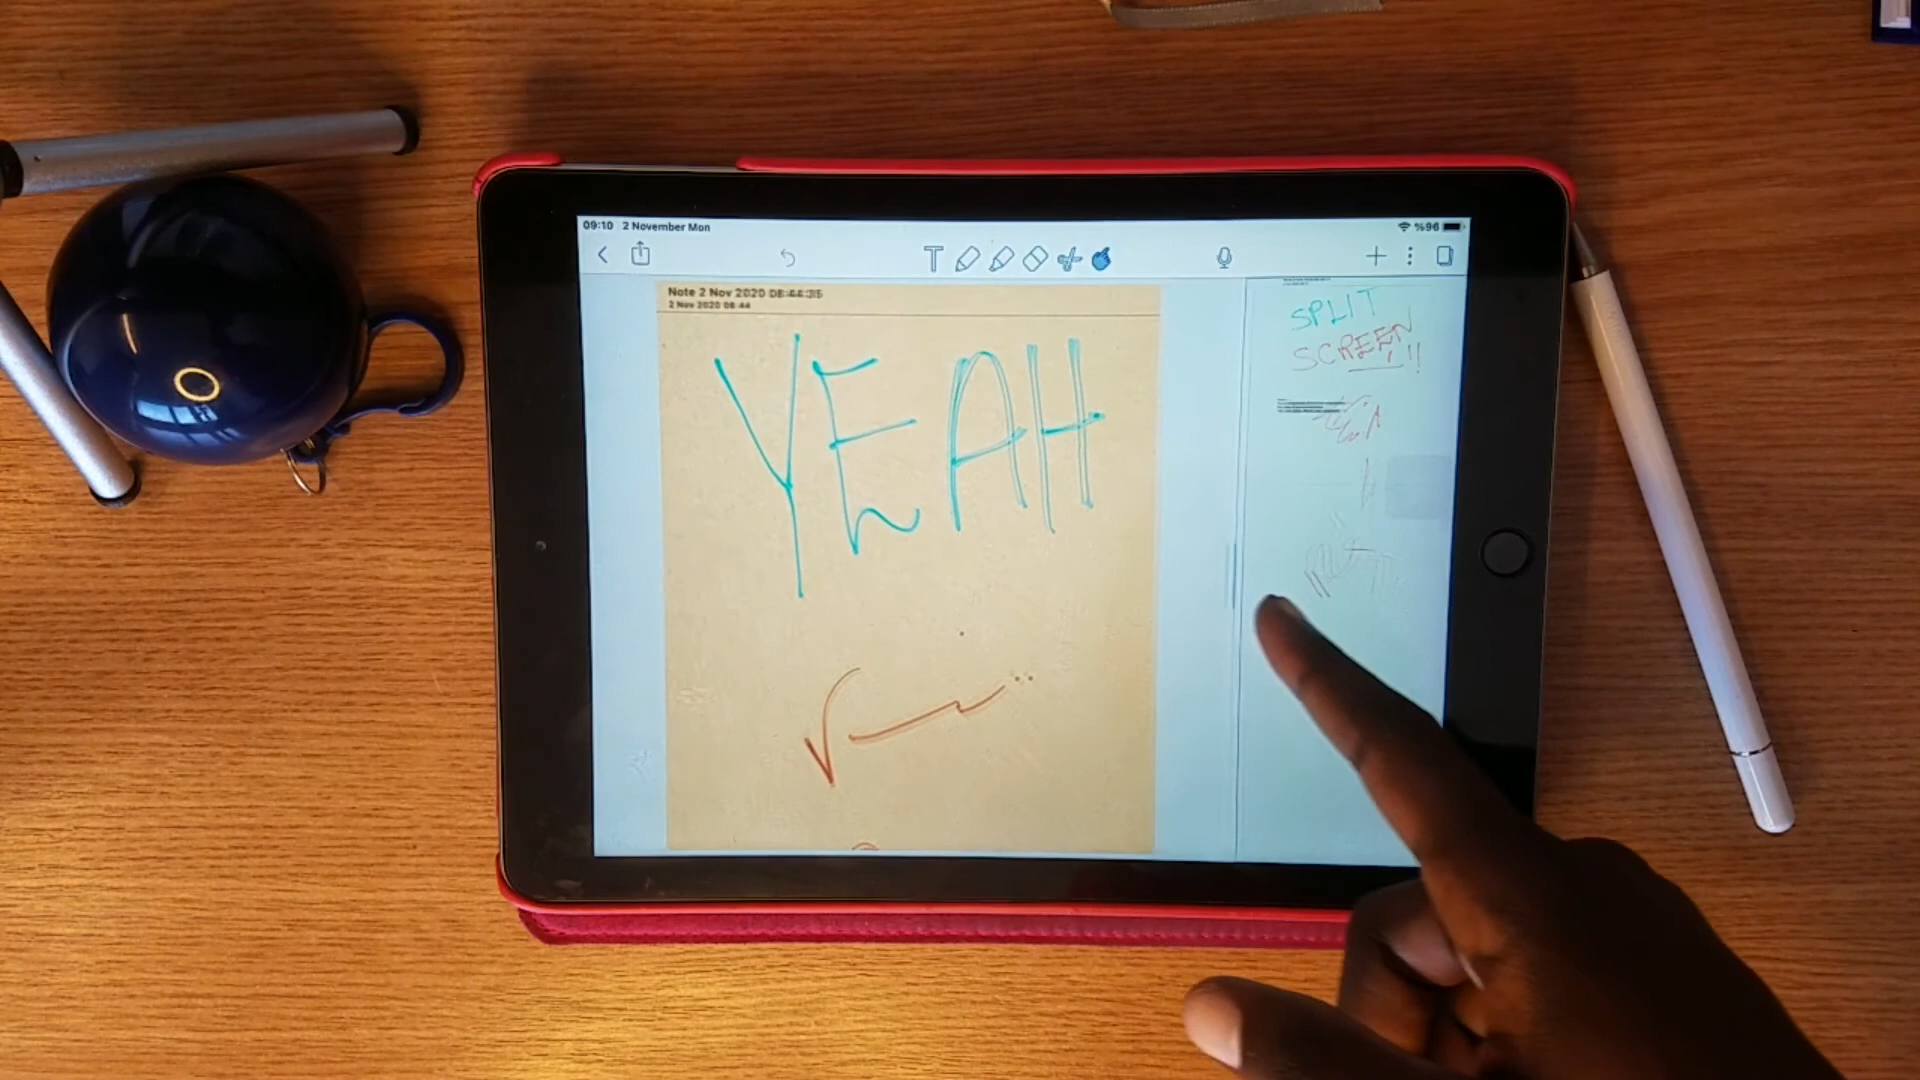 09:10 2 November Mon %96
T
Note 2 Nov 2020 08:44:35
2 Nov 2020 08:44
YEAH
SPLIT
SCREEN!!